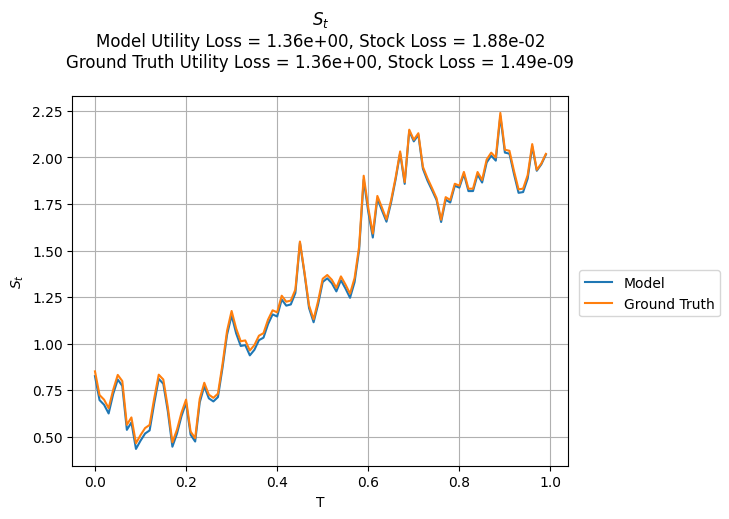 S_t
Model Utility Loss = 1.36e+00, Stock Loss = 1.88e-02
Ground Truth Utility Loss = 1.36e+00, Stock Loss = 1.49e-09
2.25
2.00
1.75
1.50
1.25
1.00
0.75
0.50
S_t
0.0
0.2
0.4
0.6
0.8
1.0
T
Model
Ground Truth